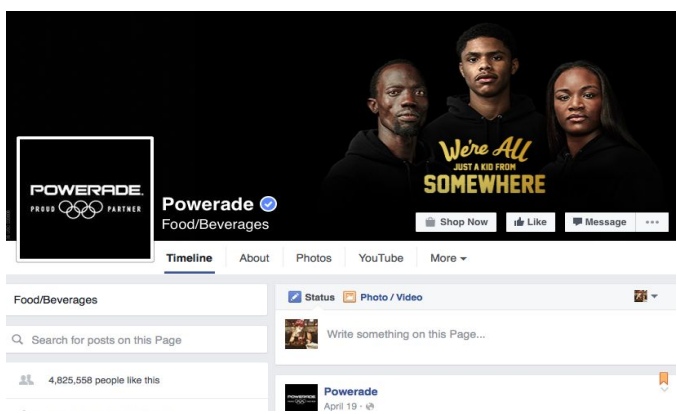 We're All
JUST A KID FROM
SOMEWHERE
POWERADE.
PROUD PARTNER
Powerade
Food/Beverages
Shop Now
Like
Message
Timeline
About
Photos
YouTube
More
Food/Beverages
Status
Photo / Video
Search for posts on this Page
Write something on this Page...
4,825,558 people like this
POWERADE
Powerade
April 19 ·